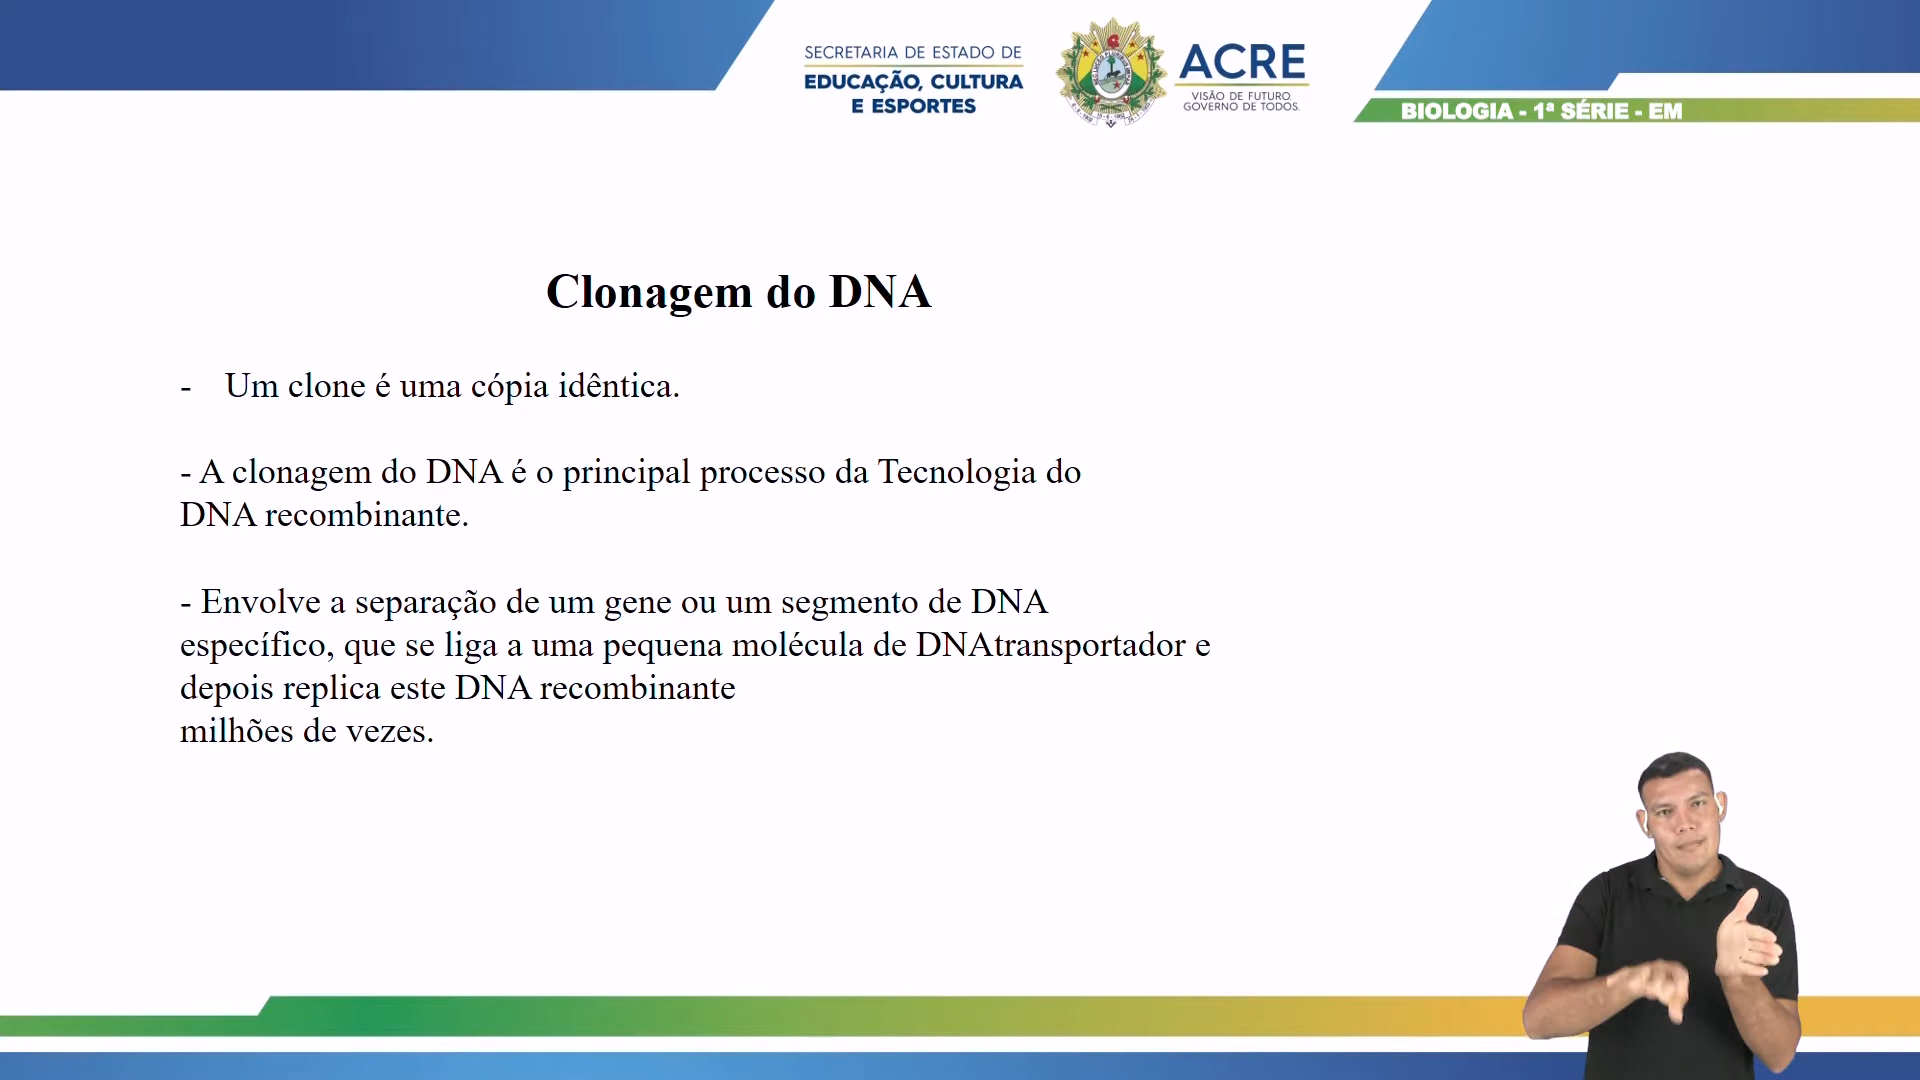 SECRETARIA DE ESTADO DE
EDUCAÇÃO, CULTURA
E ESPORTES
ACRE
VISÃO DE FUTURO.
GOVERNO DE TODOS.
BIOLOGIA - 1ª SÉRIE - EM
Clonagem do DNA
- Um clone é uma cópia idêntica.
- A clonagem do DNA é o principal processo da Tecnologia do
DNA recombinante.
- Envolve a separação de um gene ou um segmento de DNA
específico, que se liga a uma pequena molécula de DNAtransportador e
depois replica este DNA recombinante
milhões de vezes.